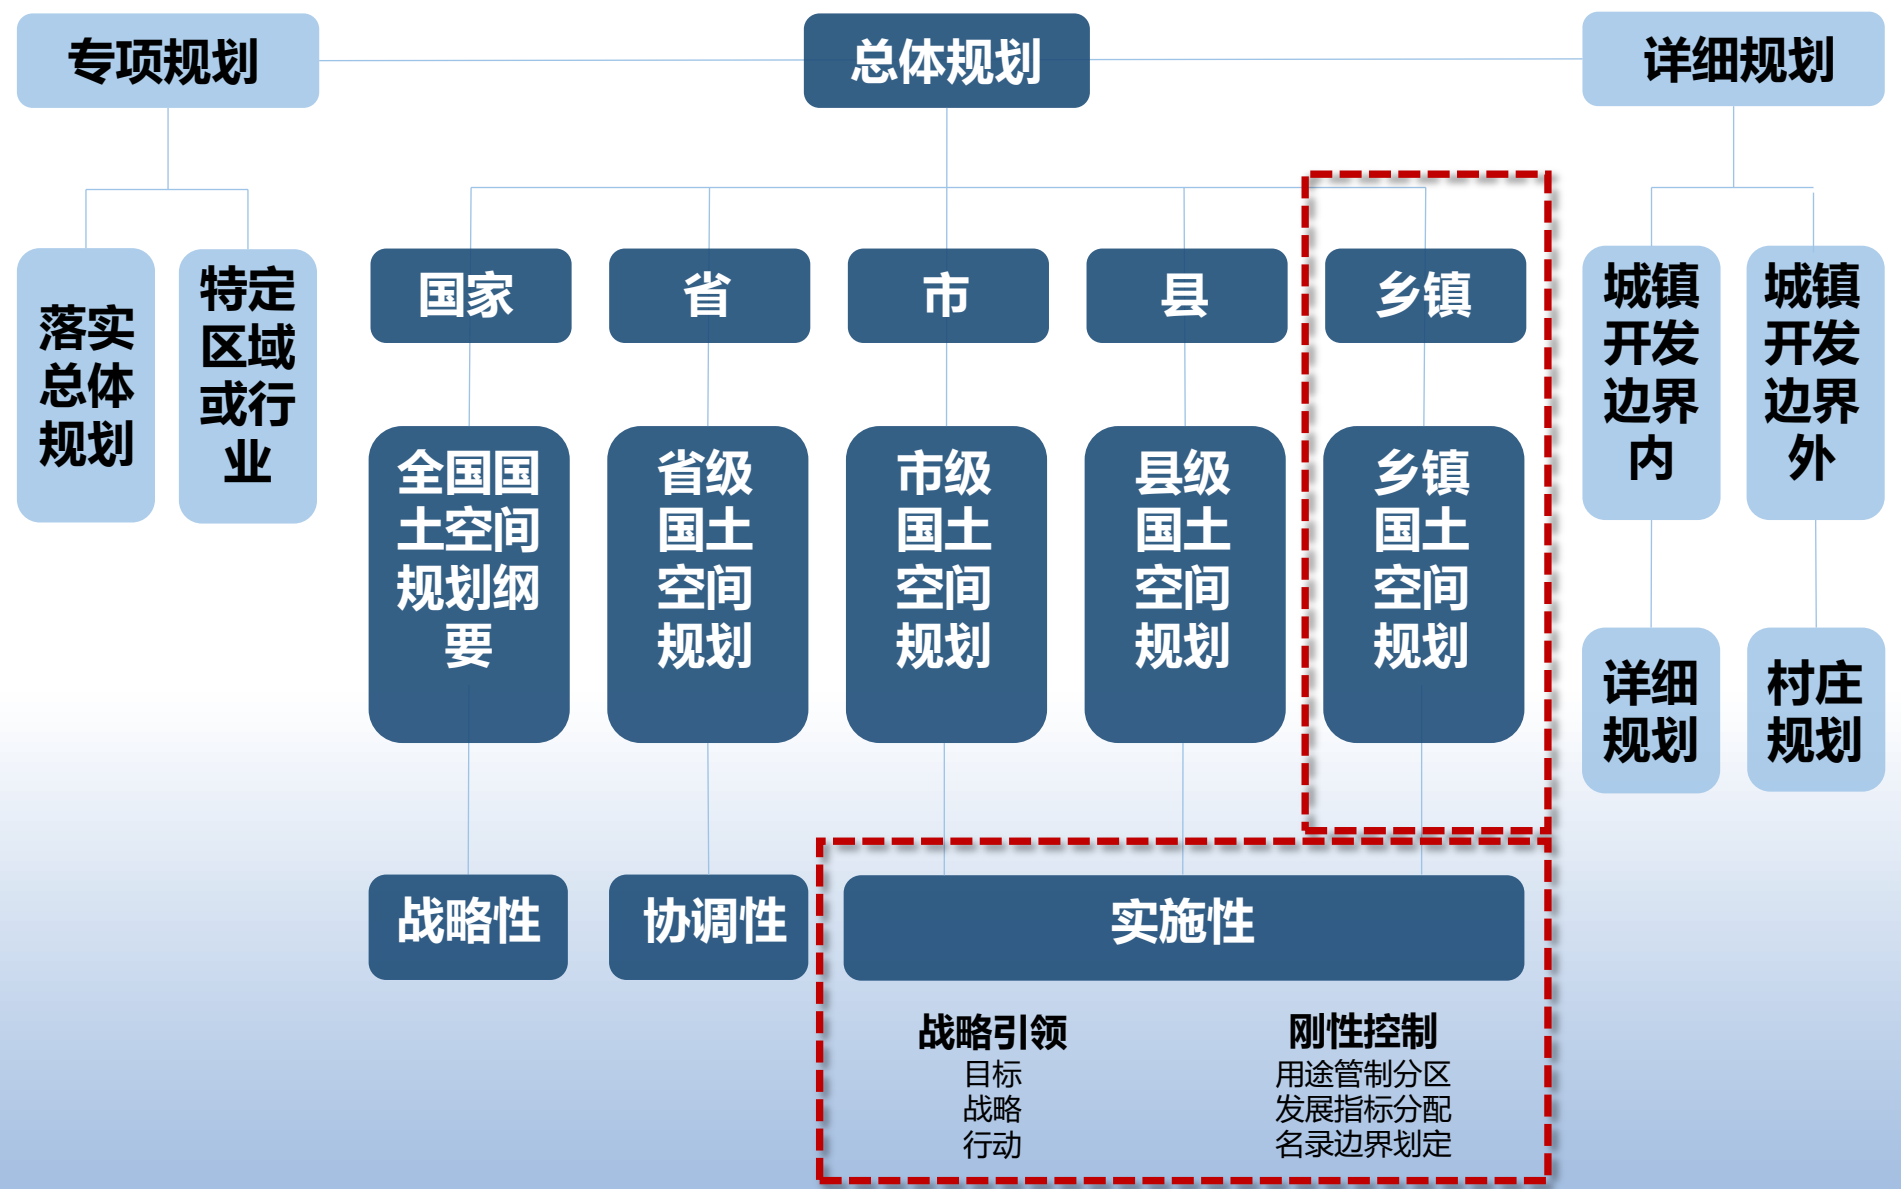 专项规划
总体规划
详细规划
落实
总体
规划
特定
区域
或行
业
国家
省
市
县
乡镇
全国国
土空间
规划纲
要
省级
国土
空间
规划
市级
国土
空间
规划
县级
国土
空间
规划
乡镇
国土
空间
规划
城镇
开发
边界
内
城镇
开发
边界
外
详细
规划
村庄
规划
战略性
协调性
实施性
战略引领
目标
战略
行动
刚性控制
用途管制分区
发展指标分配
名录边界划定